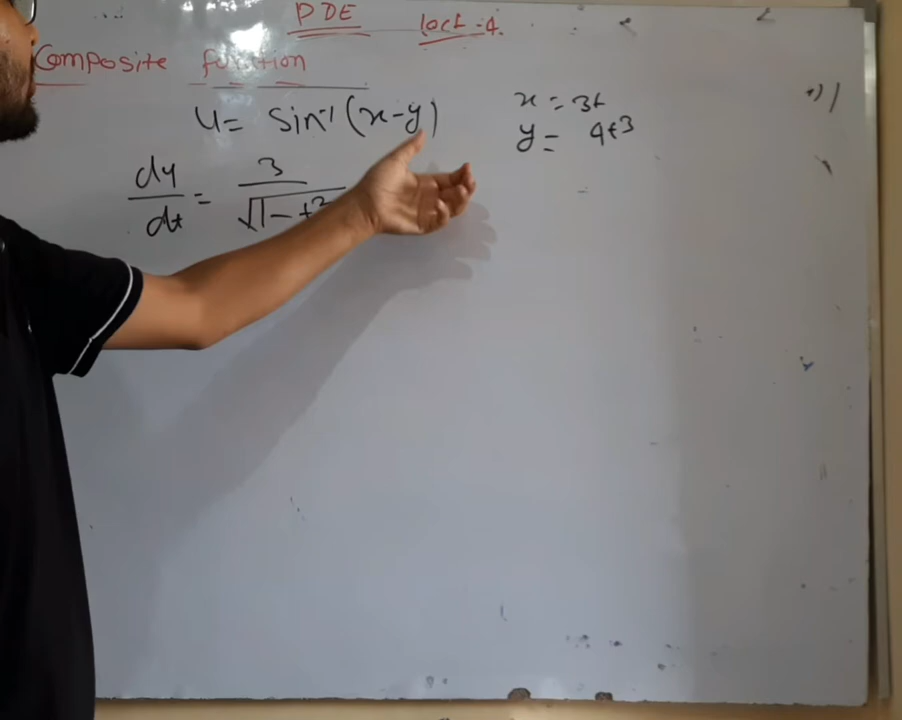 PDE lect-4.
Composite function
u = sin⁻¹(x-y) x = 3t
y = 4t3
du/dt = 3/√1-t²